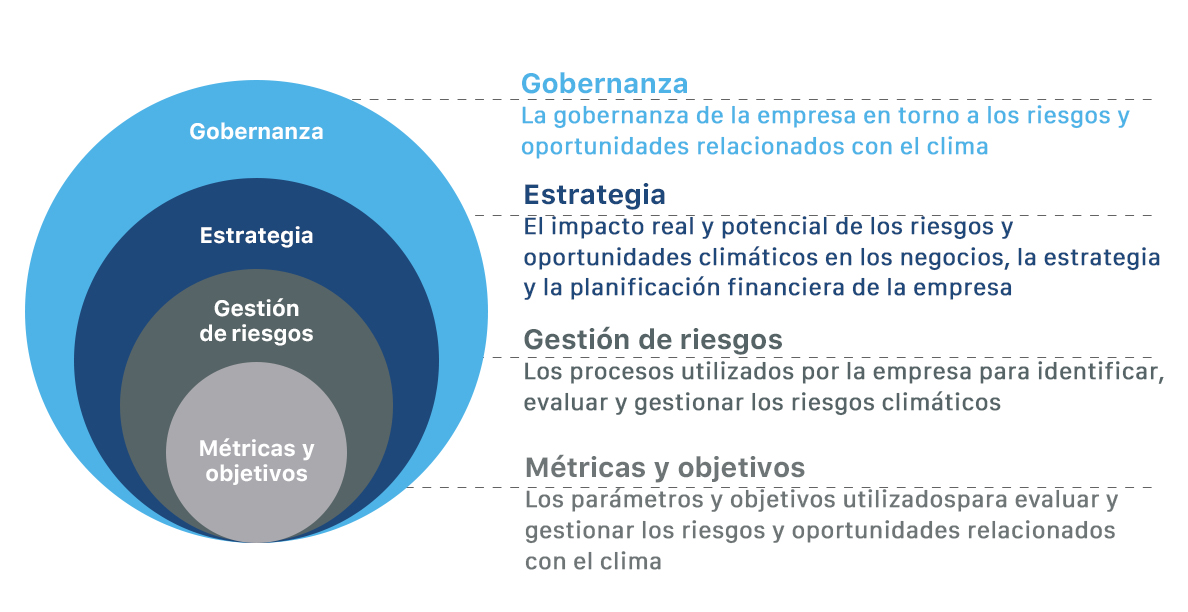 Gobernanza
Estrategia
Gestión
de riesgos
Métricas y
objetivos
Gobernanza
La gobernanza de la empresa en torno a los riesgos y
oportunidades relacionados con el clima
Estrategia
El impacto real y potencial de los riesgos y
oportunidades climáticos en los negocios, la estrategia
y la planificación financiera de la empresa
Gestión de riesgos
Los procesos utilizados por la empresa para identificar,
evaluar y gestionar los riesgos climáticos
Métricas y objetivos
Los parámetros y objetivos utilizadospara evaluar y
gestionar los riesgos y oportunidades relacionados
con el clima